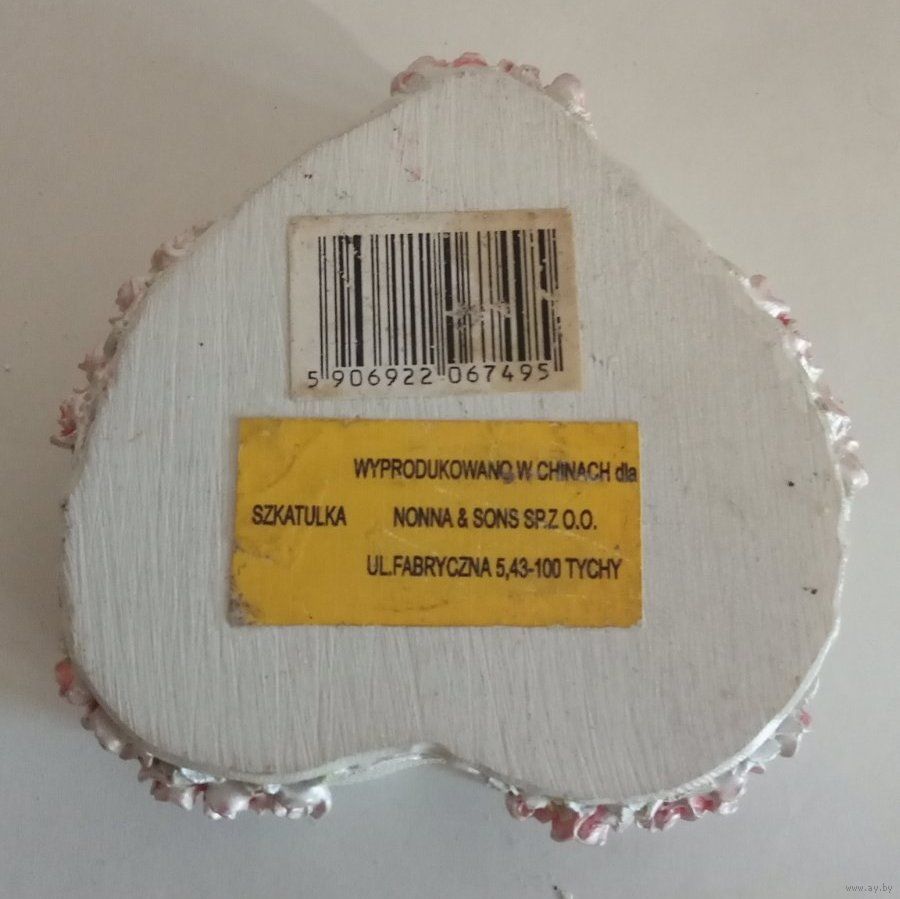 5 906922 067495
WYPRODUKOWANO W CHINACH dla
SZKATULKA NONNA & SONS SP.Z O.O.
UL.FABRYCZNA 5,43-100 TYCHY
www.ay.by